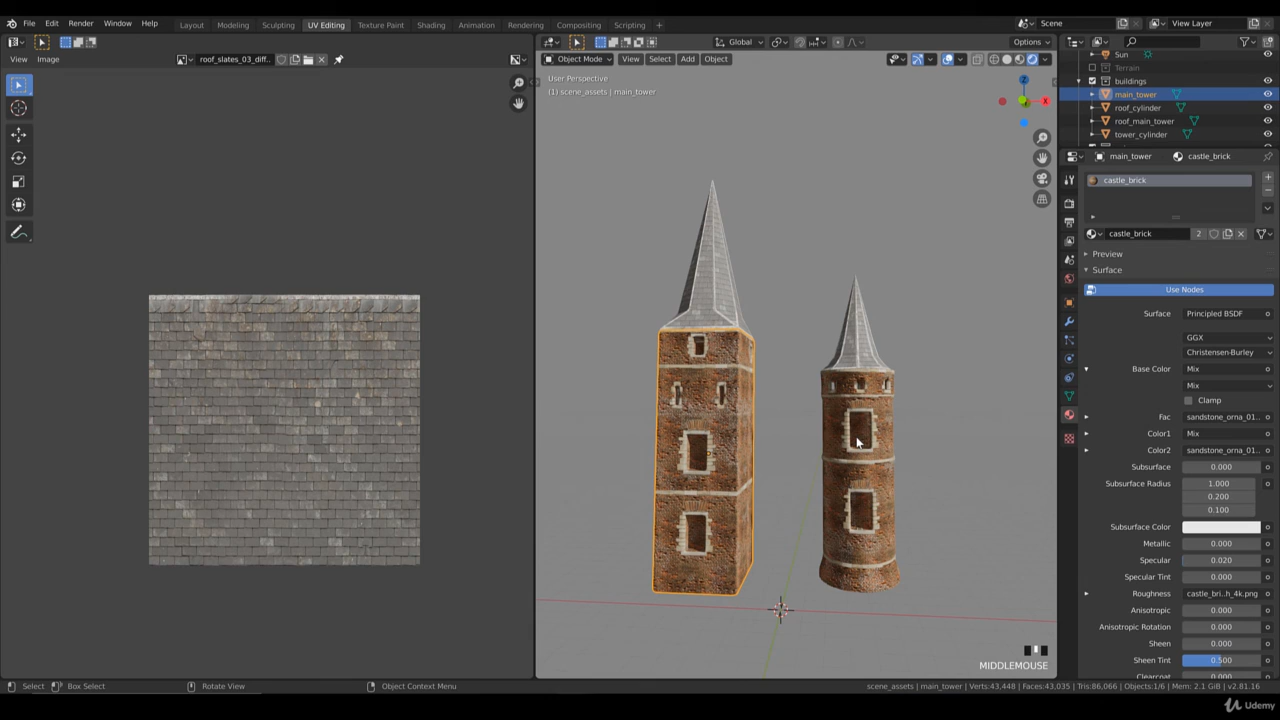 File Edit Render Window Help Layout Modeling Sculpting UV Editing Texture Paint Shading Animation Rendering Compositing Scripting + Scene View Layer
View Image roof_slates_03_diff..
Global Options
Object Mode View Select Add Object
User Perspective
(1) scene_assets | main_tower
Z
X
MIDDLEMOUSE
Sun
Terrain
buildings
main_tower
roof_cylinder
roof_main_tower
tower_cylinder
main_tower castle_brick
castle_brick
castle_brick 2
Preview
Surface
Use Nodes
Surface Principled BSDF
GGX
Christensen-Burley
Base Color Mix
Mix
Clamp
Fac sandstone_orna_01..
Color1 Mix
Color2 sandstone_orna_01..
Subsurface 0.000
Subsurface Radius 1.000
0.200
0.100
Subsurface Color
Metallic 0.000
Specular 0.020
Specular Tint 0.000
Roughness castle_bri..h_4k.png
Anisotropic 0.000
Anisotropic Rotation 0.000
Sheen 0.000
Sheen Tint 0.500
Clearcoat 0.000
Select Box Select Rotate View Object Context Menu scene_assets | main_tower | Verts:43,448 | Faces:43,035 | Tris:86,066 | Objects:1/6 | Mem: 2.1 GiB | v2.81.16
Udemy